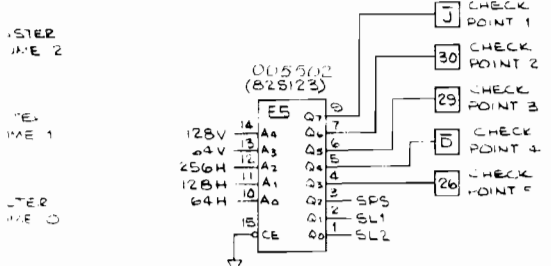 J̅ CHECK
POINT 1
30 CHECK
POINT 2
005502
(82S123)
29 CHECK
POINT 3
E5
D̅ CHECK
POINT 4
26 CHECK
POINT 5
128V 14 A4
64V 13 A3
256H 12 A2
128H 11 A1
64H 10 A0
15 CE
Q7 9
Q6 7
Q5 6
Q4 5
Q3 4
Q2 3 SPS
Q1 2 SL1
Q0 1 SL2